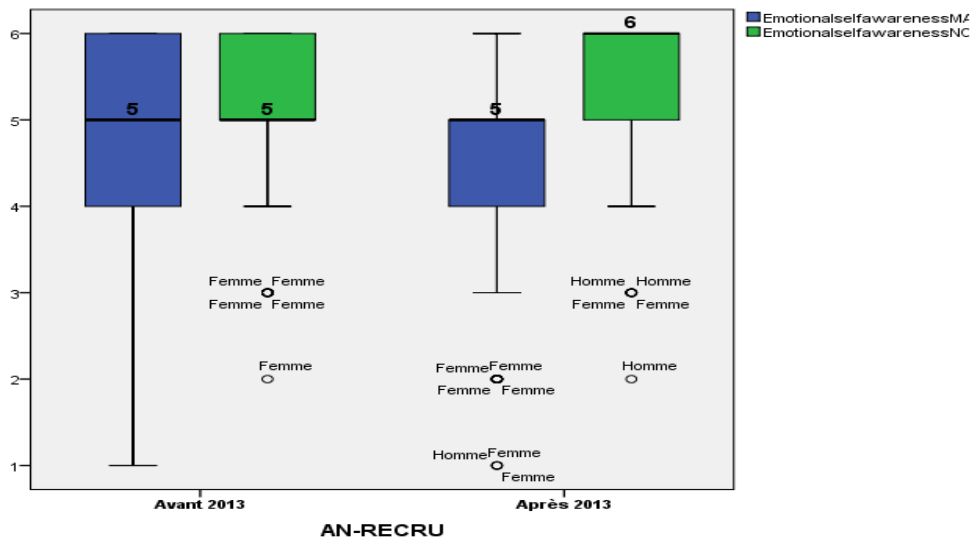 EmotionalselfawarenessMA
EmotionalselfawarenessNO
6
5
4
3
2
1
5
5
5
6
Femme Femme
Femme Femme
Femme
Femme Femme
Femme Femme
Homme Femme
Femme
Homme Homme
Femme Femme
Homme
Avant 2013
Après 2013
AN-RECRU